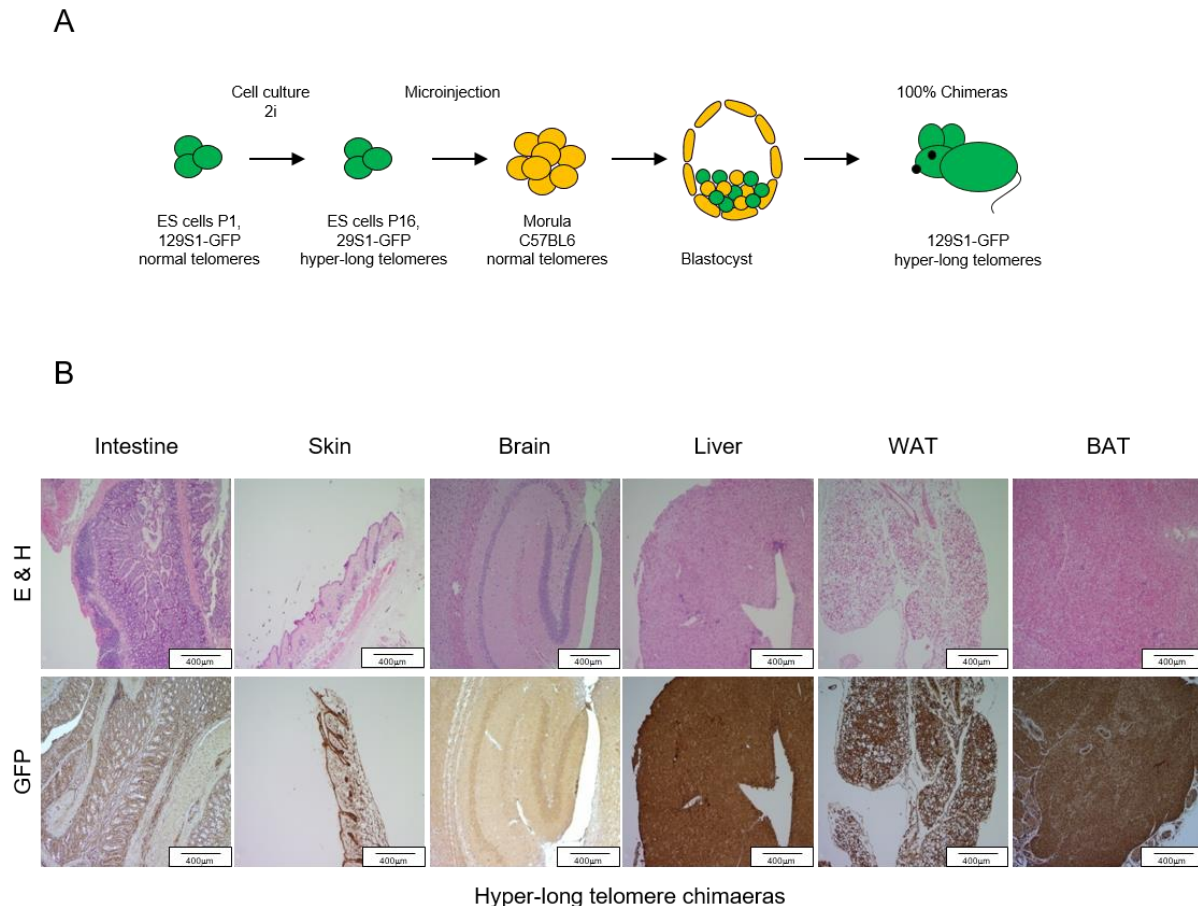 A
Cell culture
2i
Microinjection
100% Chimeras
ES cells P1,
129S1-GFP
normal telomeres
ES cells P16,
29S1-GFP
hyper-long telomeres
Morula
C57BL6
normal telomeres
Blastocyst
129S1-GFP
hyper-long telomeres
B
Intestine
Skin
Brain
Liver
WAT
BAT
E & H
400µm
400µm
400µm
400µm
400µm
400µm
GFP
400µm
400µm
400µm
400µm
400µm
400µm
Hyper-long telomere chimaeras